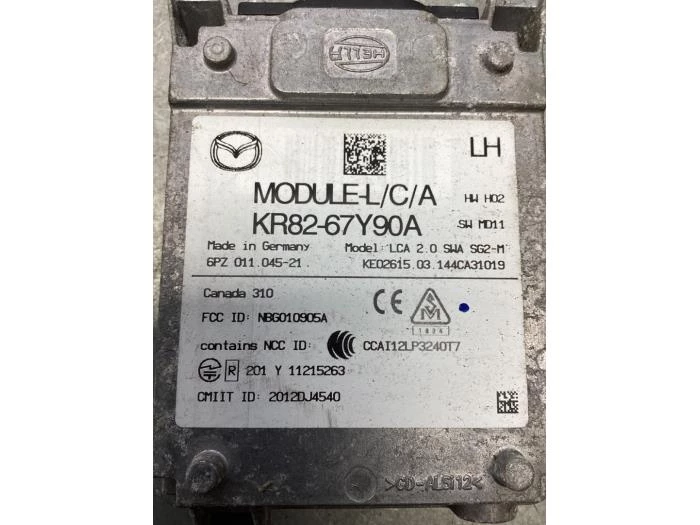 HELLA
LH
MODULE-L/C/A HW H02
KR82-67Y90A SW MD11
Made in Germany Model: LCA 2.0 SWA SG2-M
6PZ 011.045-21 KE02615.03.144CA31019
Canada 310
FCC ID: NBG010905A CE SM 1804
contains NCC ID: CCAI12LP3240T7
R 201 Y 11215263
CMIIT ID: 2012DJ4540